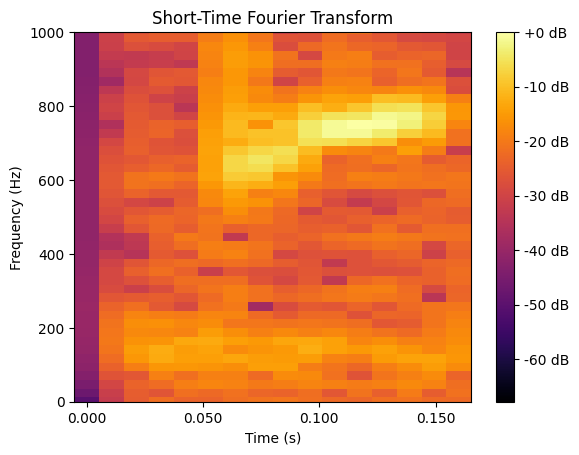 Short-Time Fourier Transform
1000
800
600
400
200
0
Frequency (Hz)
0.000
0.050
0.100
0.150
Time (s)
+0 dB
-10 dB
-20 dB
-30 dB
-40 dB
-50 dB
-60 dB